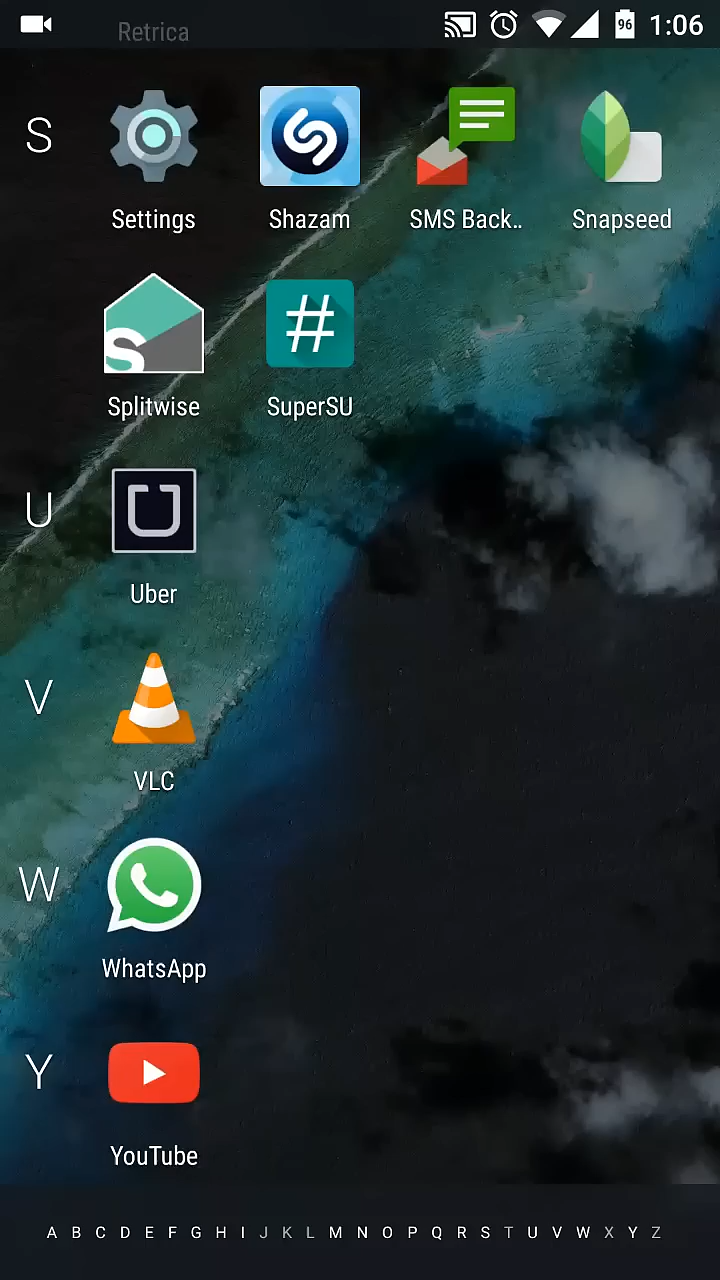 Retrica
96 1:06
S
Settings Shazam SMS Back.. Snapseed
Splitwise SuperSU
U
Uber
V
VLC
W
WhatsApp
Y
YouTube
A B C D E F G H I J K L M N O P Q R S T U V W X Y Z